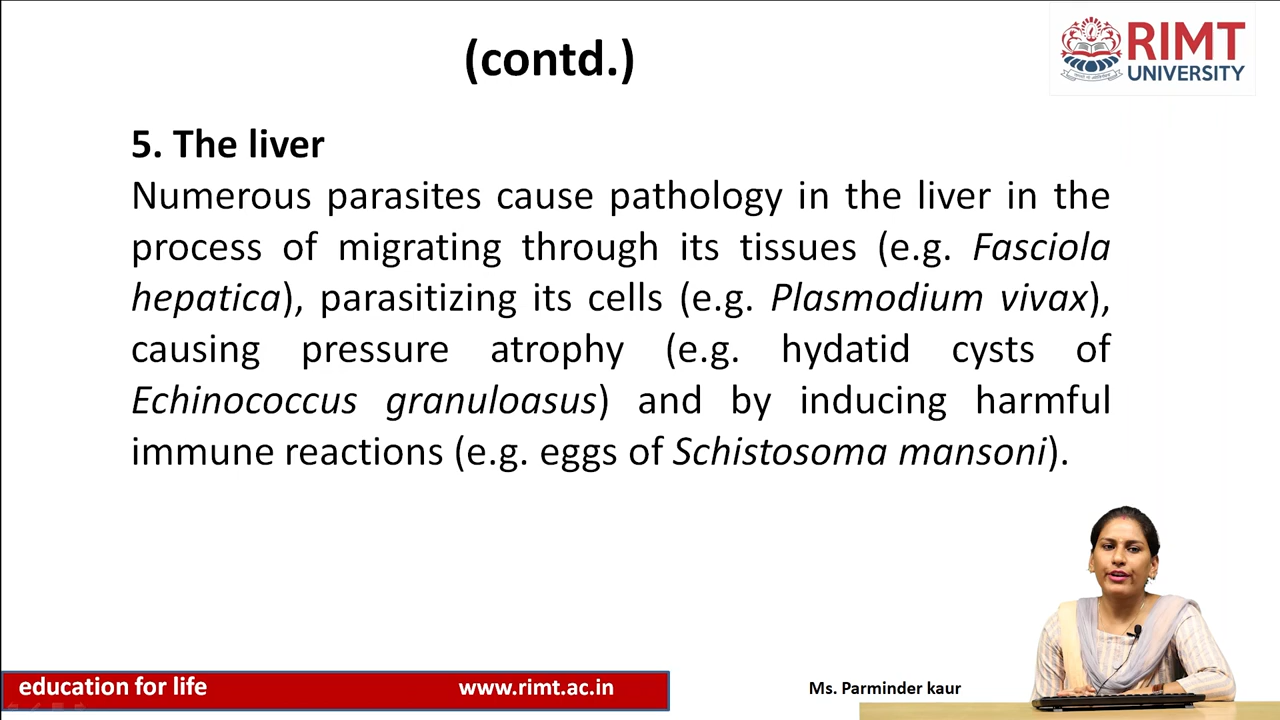 (contd.)
RIMT
UNIVERSITY
5. The liver
Numerous parasites cause pathology in the liver in the
process of migrating through its tissues (e.g. Fasciola
hepatica), parasitizing its cells (e.g. Plasmodium vivax),
causing pressure atrophy (e.g. hydatid cysts of
Echinococcus granuloasus) and by inducing harmful
immune reactions (e.g. eggs of Schistosoma mansoni).
education for life
www.rimt.ac.in
Ms. Parminder kaur